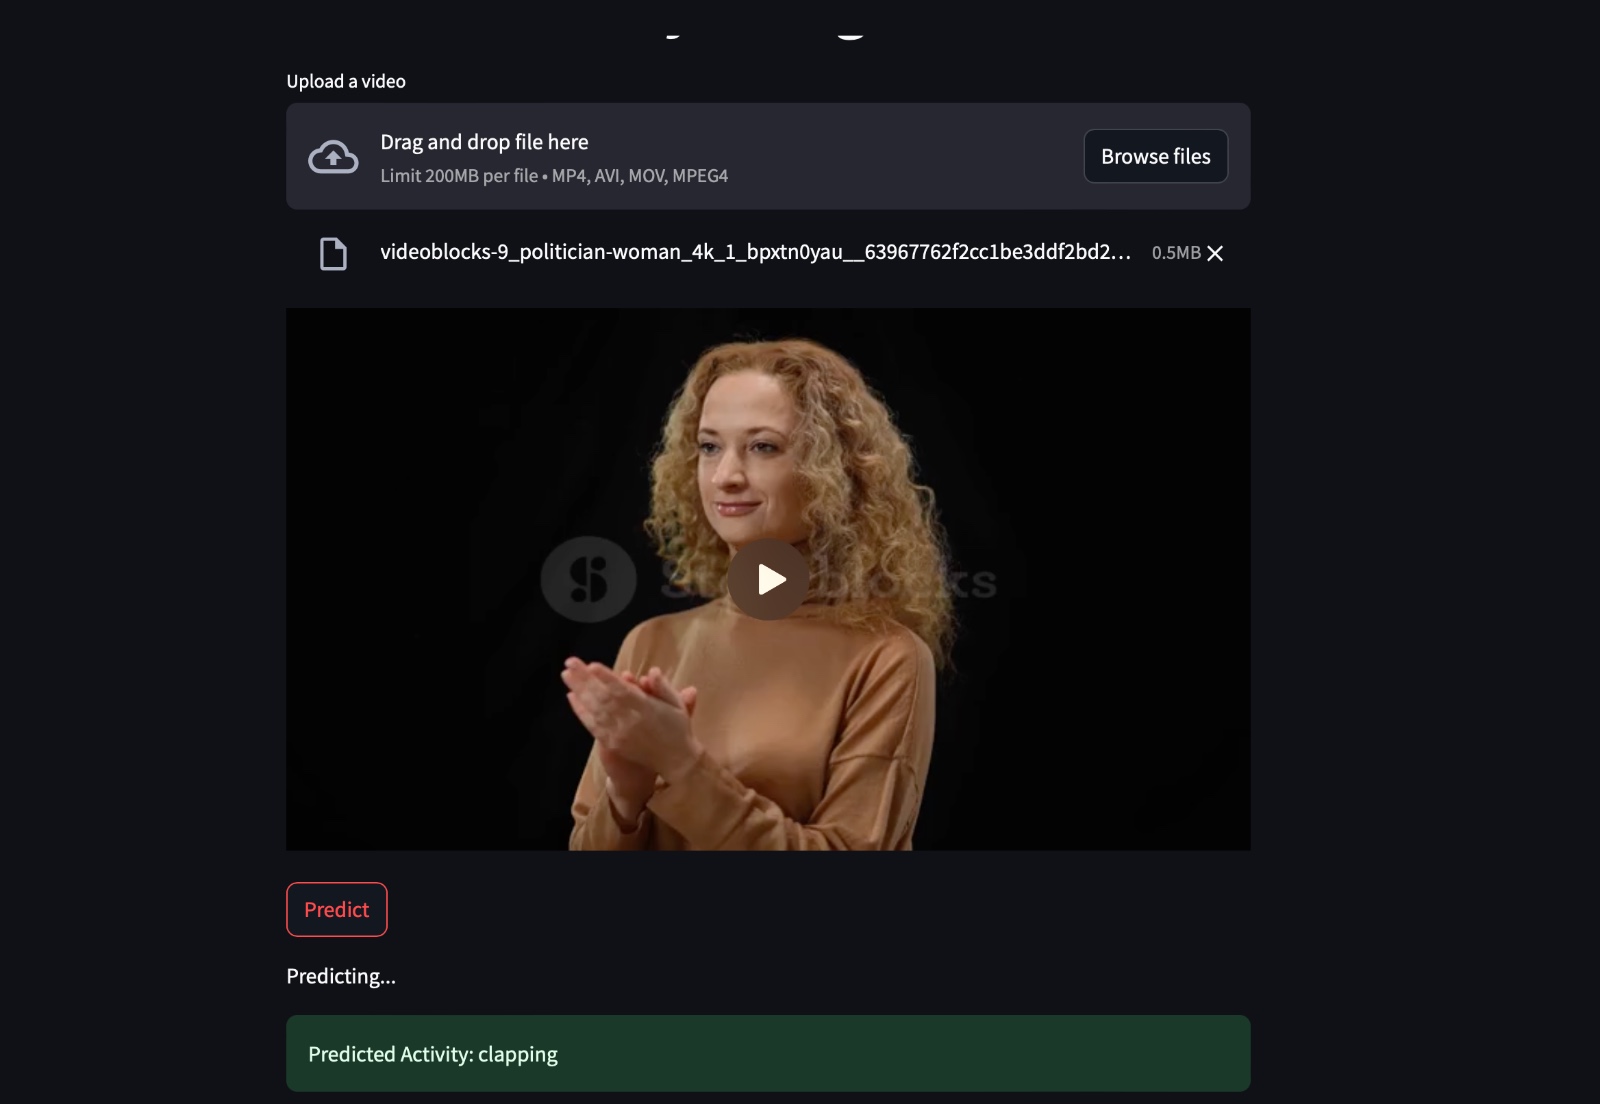 Upload a video
Drag and drop file here
Limit 200MB per file • MP4, AVI, MOV, MPEG4
Browse files
videoblocks-9_politician-woman_4k_1_bpxtn0yau__63967762f2cc1be3ddf2bd2... 0.5MB
Predict
Predicting...
Predicted Activity: clapping